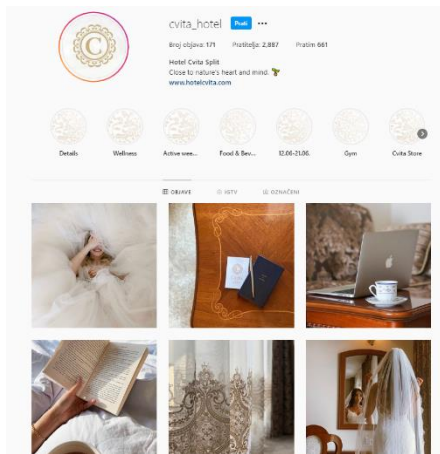 cvita_hotel Prati •••
Broj objava: 171 Pratitelja: 2,887 Pratim 661
Hotel Cvita Split
Close to nature's heart and mind.
www.hotelcvita.com
Details Wellness Active wee... Food & Bev... 12.06-21.06. Gym Cvita Store
OBJAVE IGTV OZNAČENI
C